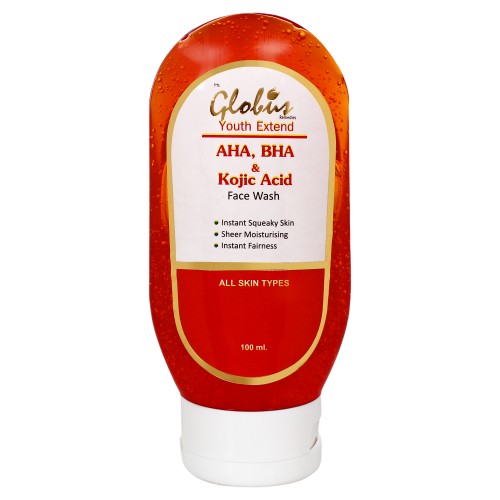 Globus
Remedies
Youth Extend
AHA, BHA
&
Kojic Acid
Face Wash
• Instant Squeaky Skin
• Sheer Moisturising
• Instant Fairness
ALL SKIN TYPES
100 ml.